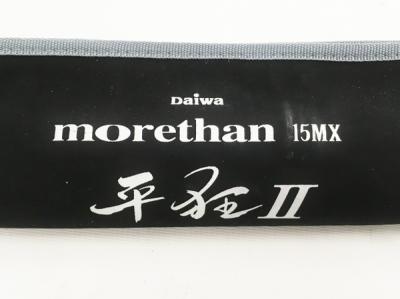 Daiwa
morethan 15MX
平狂II